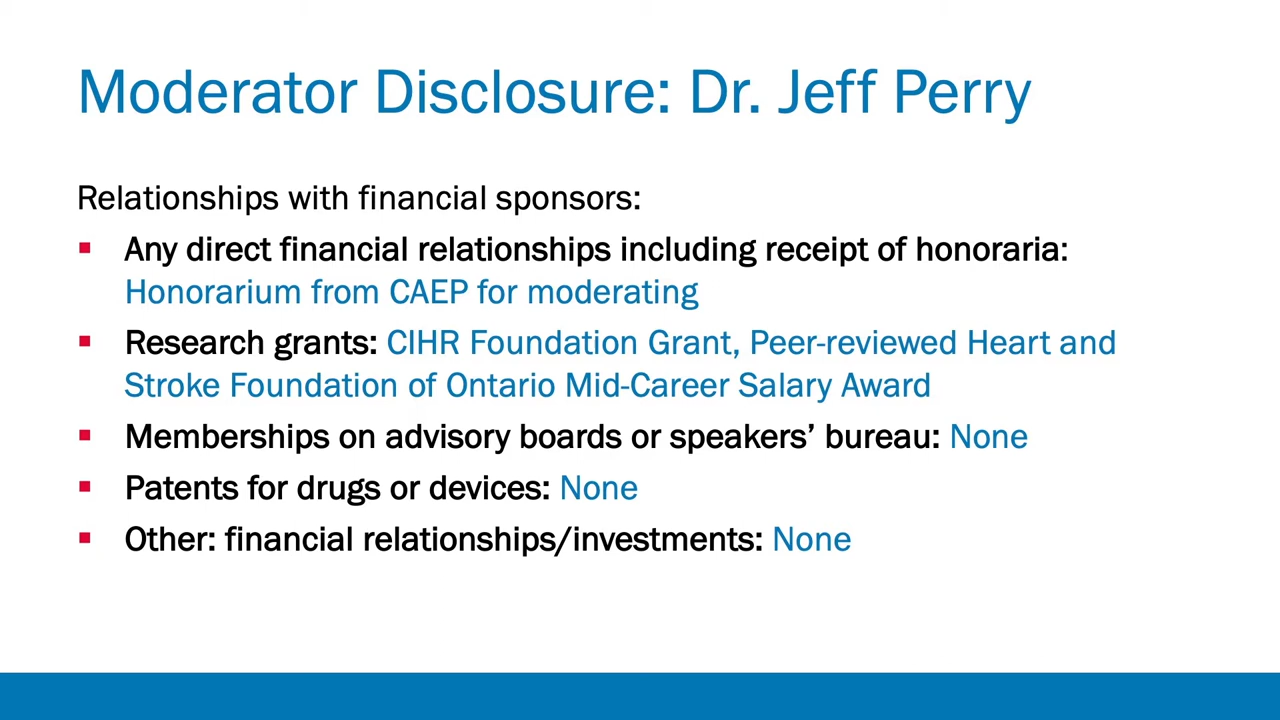 Moderator Disclosure: Dr. Jeff Perry
Relationships with financial sponsors:
▪ Any direct financial relationships including receipt of honoraria:
Honorarium from CAEP for moderating
▪ Research grants: CIHR Foundation Grant, Peer-reviewed Heart and
Stroke Foundation of Ontario Mid-Career Salary Award
▪ Memberships on advisory boards or speakers’ bureau: None
▪ Patents for drugs or devices: None
▪ Other: financial relationships/investments: None